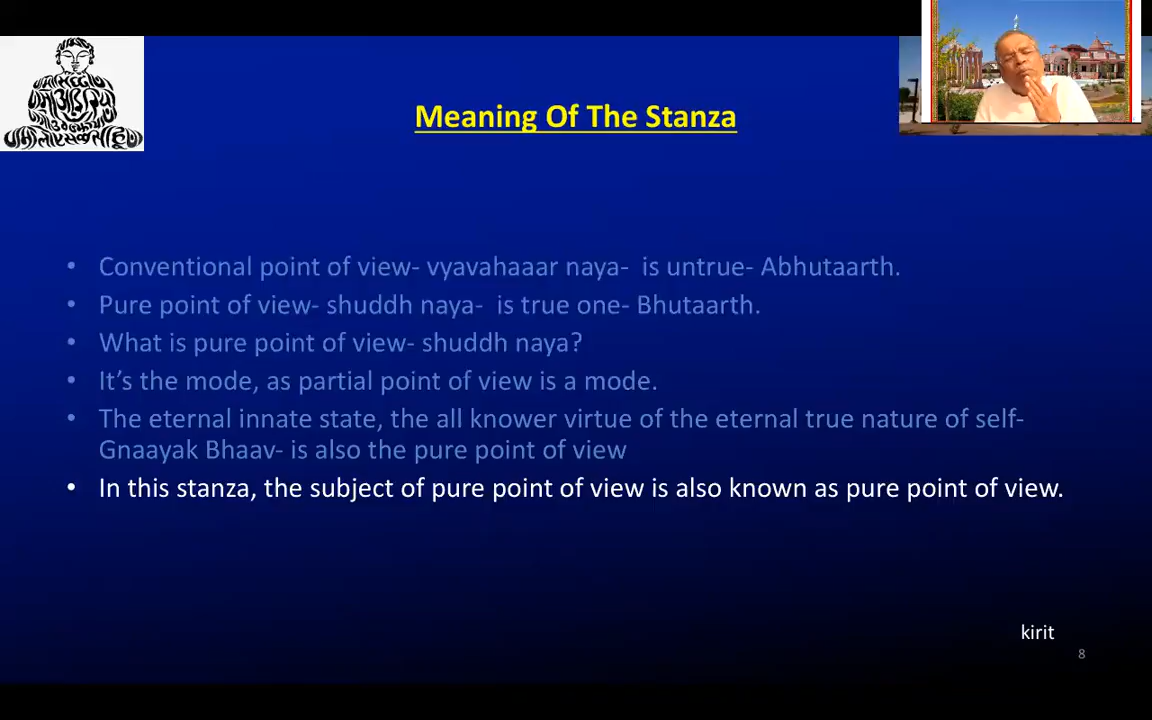 Meaning Of The Stanza
• Conventional point of view- vyavahaaar naya-  is untrue- Abhutaarth.
• Pure point of view- shuddh naya-  is true one- Bhutaarth.
• What is pure point of view- shuddh naya?
• It’s the mode, as partial point of view is a mode.
• The eternal innate state, the all knower virtue of the eternal true nature of self-
Gnaayak Bhaav- is also the pure point of view
• In this stanza, the subject of pure point of view is also known as pure point of view.
kirit
8